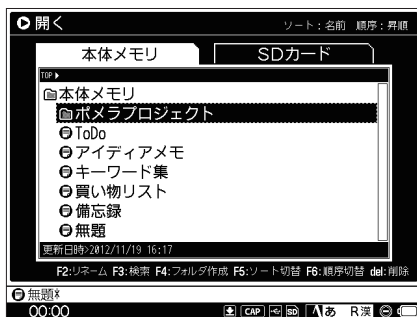 開く ソート:名前 順序:昇順
本体メモリ SDカード
TOP
本体メモリ
ポメラプロジェクト
ToDo
アイディアメモ
キーワード集
買い物リスト
備忘録
無題
更新日時>2012/11/19 16:17
F2:リネーム F3:検索 F4:フォルダ作成 F5:ソート切替 F6:順序切替 del:削除
無題*
00:00 CAP SD あ R漢